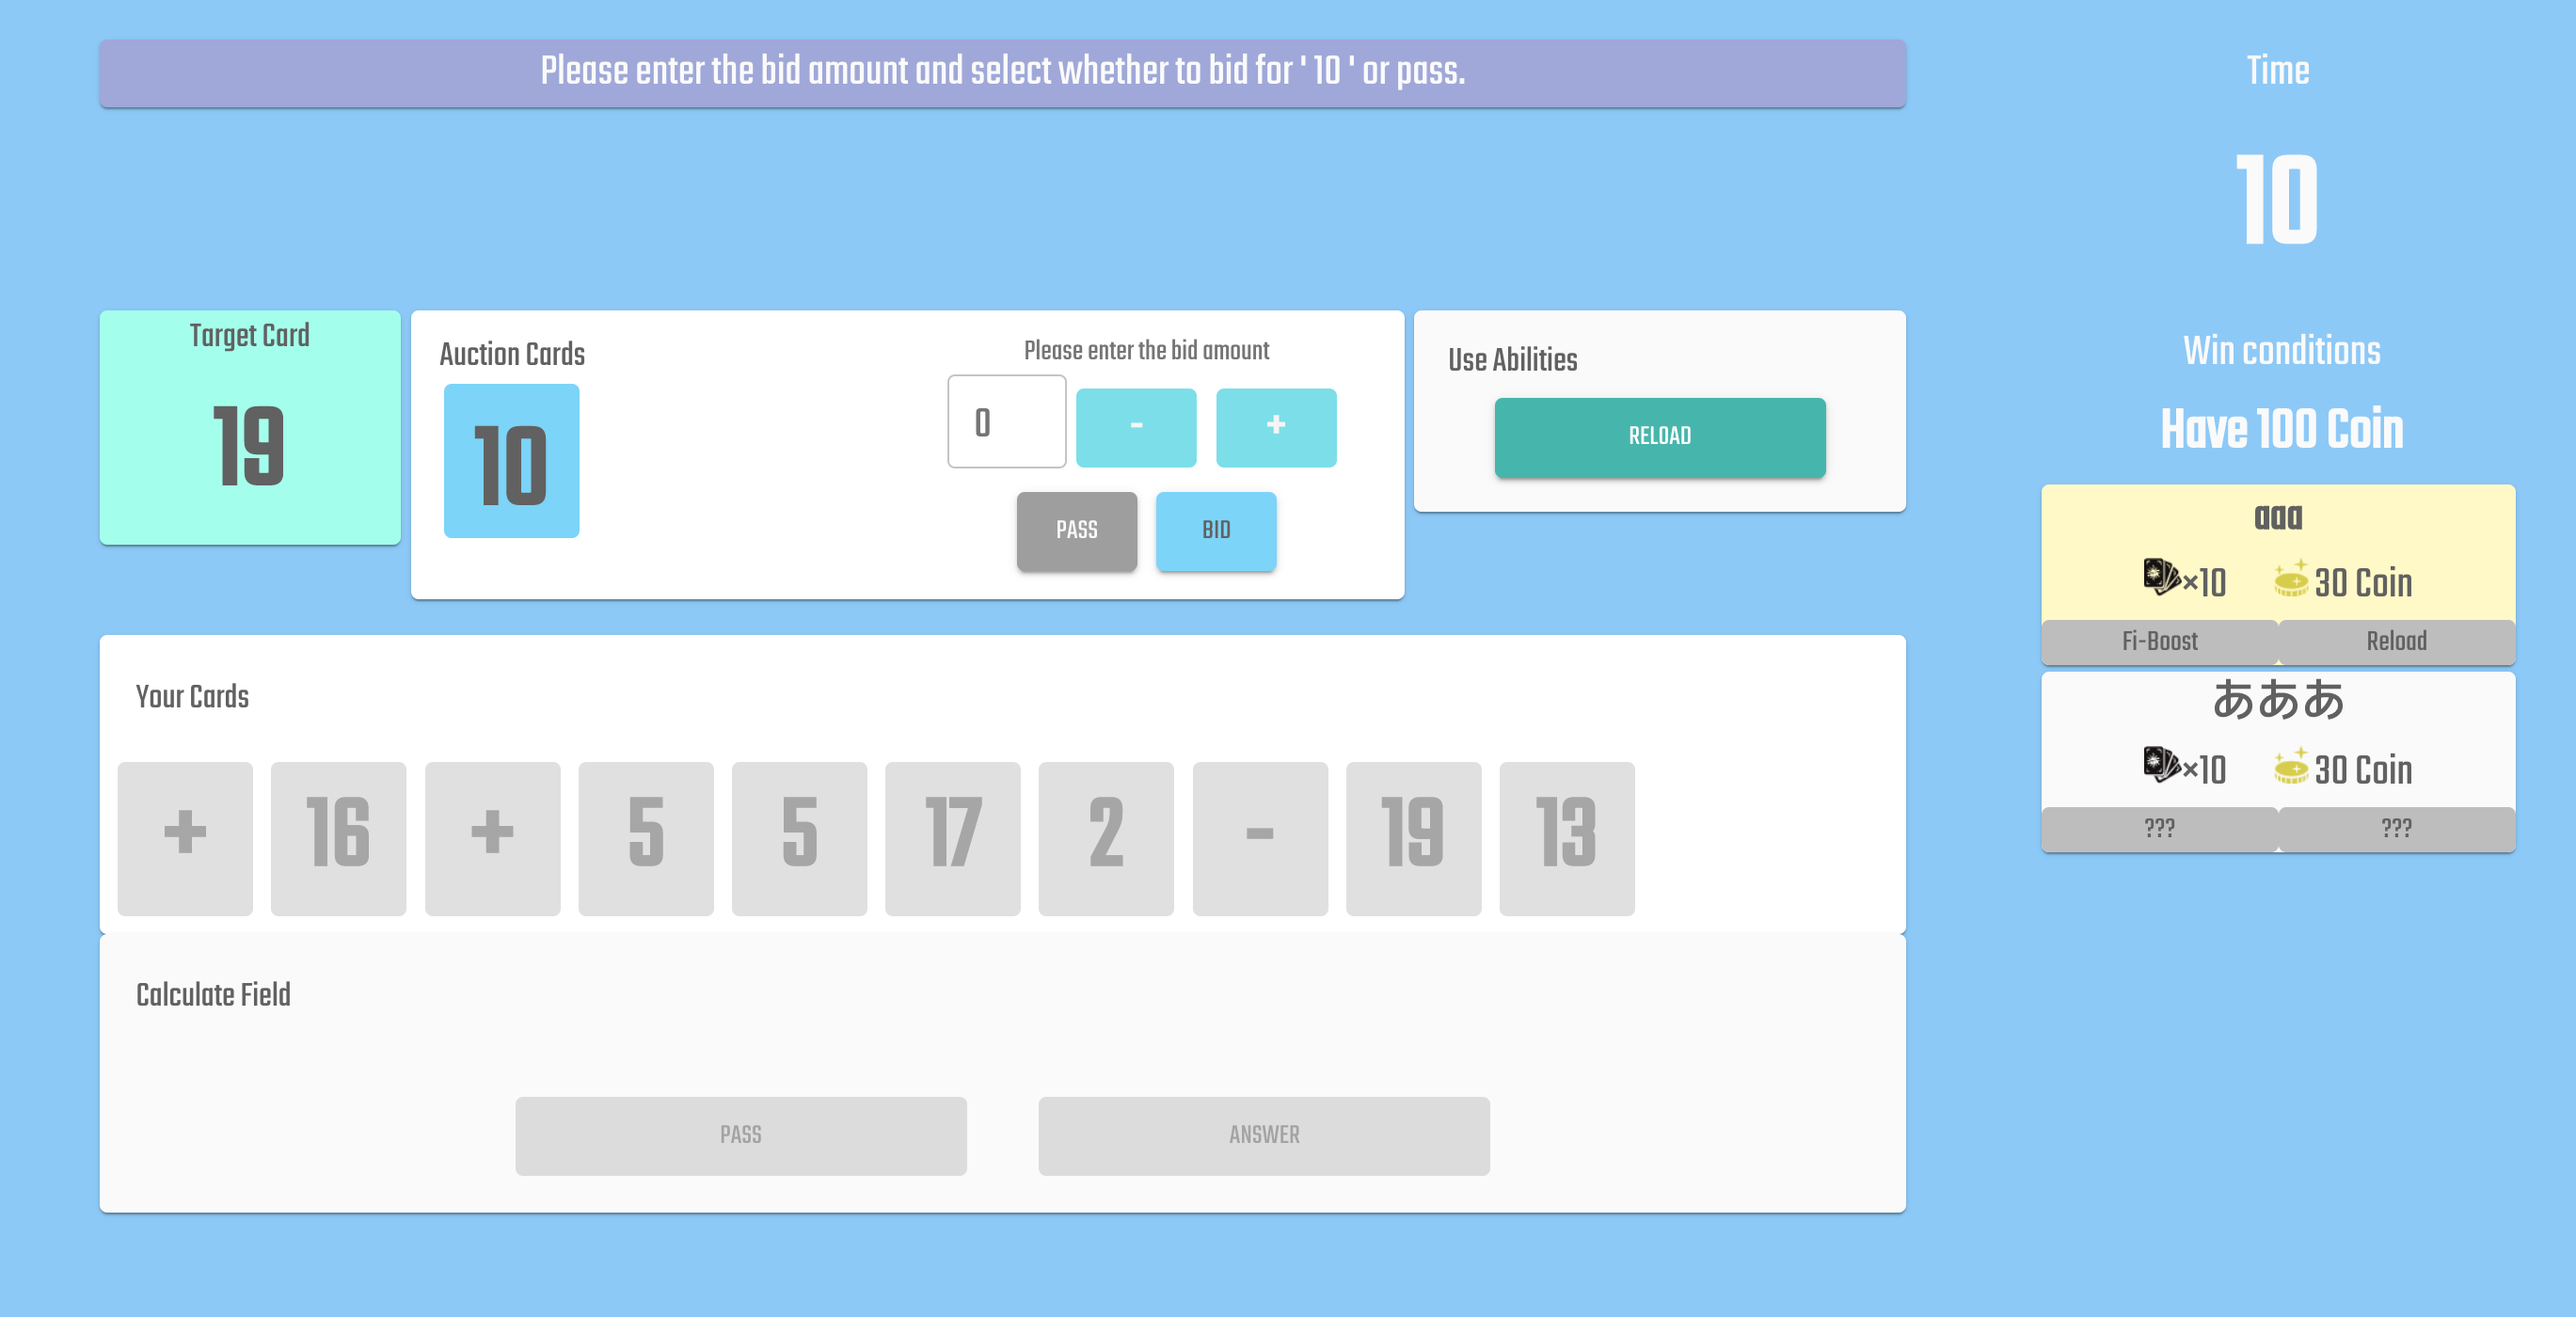 Please enter the bid amount and select whether to bid for ' 10 ' or pass.
Time
10
Target Card
19
Auction Cards
10
Please enter the bid amount
0 - +
PASS BID
Use Abilities
RELOAD
Win conditions
Have 100 Coin
aaa
×10 30 Coin
Fi-Boost Reload
あああ
×10 30 Coin
??? ???
Your Cards
+ 16 + 5 5 17 2 - 19 13
Calculate Field
PASS ANSWER